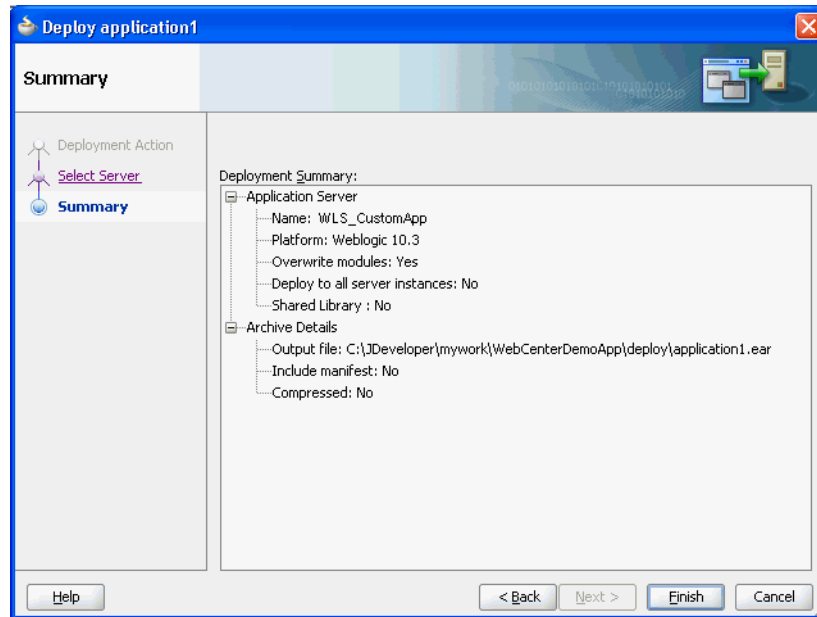 Deploy application1
Summary
Deployment Action
Select Server
Summary
Deployment Summary:
Application Server
Name: WLS_CustomApp
Platform: Weblogic 10.3
Overwrite modules: Yes
Deploy to all server instances: No
Shared Library : No
Archive Details
Output file: C:\JDeveloper\mywork\WebCenterDemoApp\deploy\application1.ear
Include manifest: No
Compressed: No
Help
< Back
Next >
Finish
Cancel